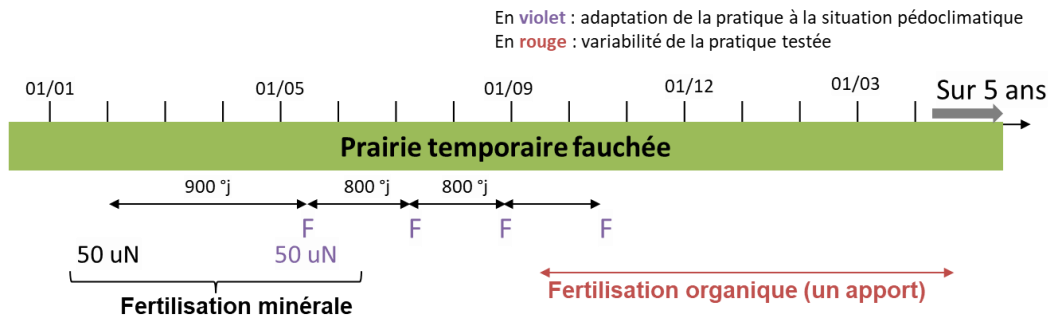 En violet : adaptation de la pratique à la situation pédoclimatique
En rouge : variabilité de la pratique testée
01/01
01/05
01/09
01/12
01/03
Sur 5 ans
Prairie temporaire fauchée
900 °j
800 °j
800 °j
F
F
F
F
50 uN
50 uN
Fertilisation minérale
Fertilisation organique (un apport)